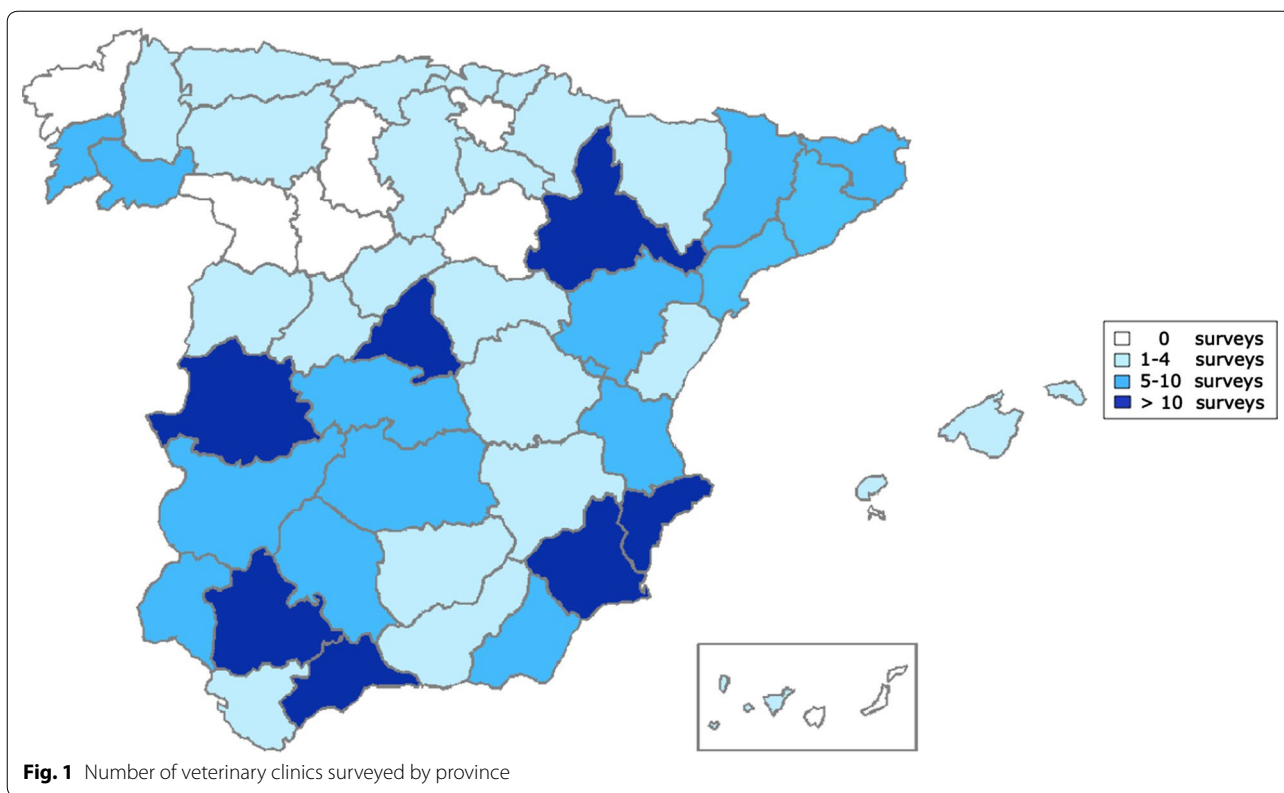 0 surveys
1-4 surveys
5-10 surveys
> 10 surveys
Fig. 1 Number of veterinary clinics surveyed by province